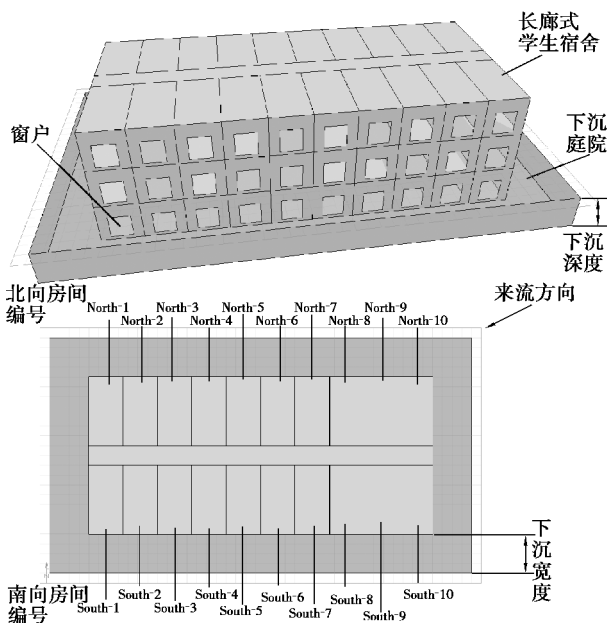 长廊式
学生宿舍
窗户
下沉
庭院
下沉
深度
北向房间
编号
来流方向
North-1
North-2
North-3
North-4
North-5
North-6
North-7
North-8
North-9
North-10
下沉宽度
南向房间
编号
South-1
South-2
South-3
South-4
South-5
South-6
South-7
South-8
South-9
South-10